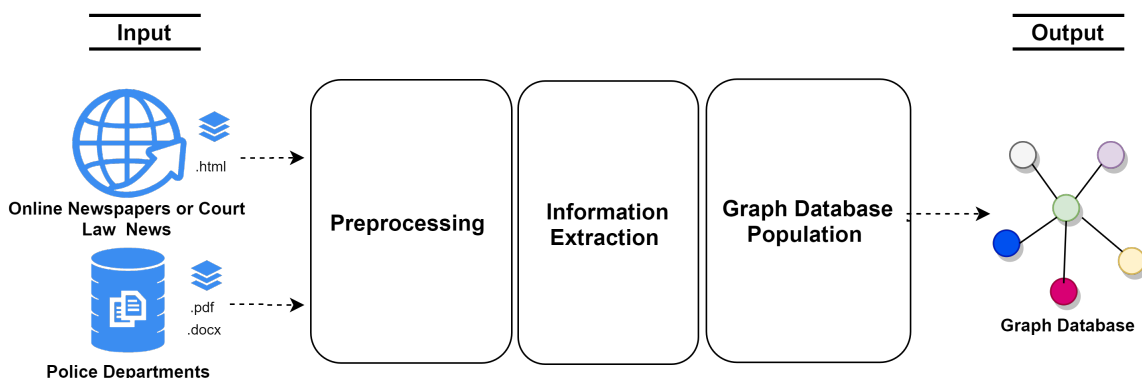 Input
Output
.html
Online Newspapers or Court
Law News
.pdf
.docx
Police Departments
Preprocessing
Information
Extraction
Graph Database
Population
Graph Database